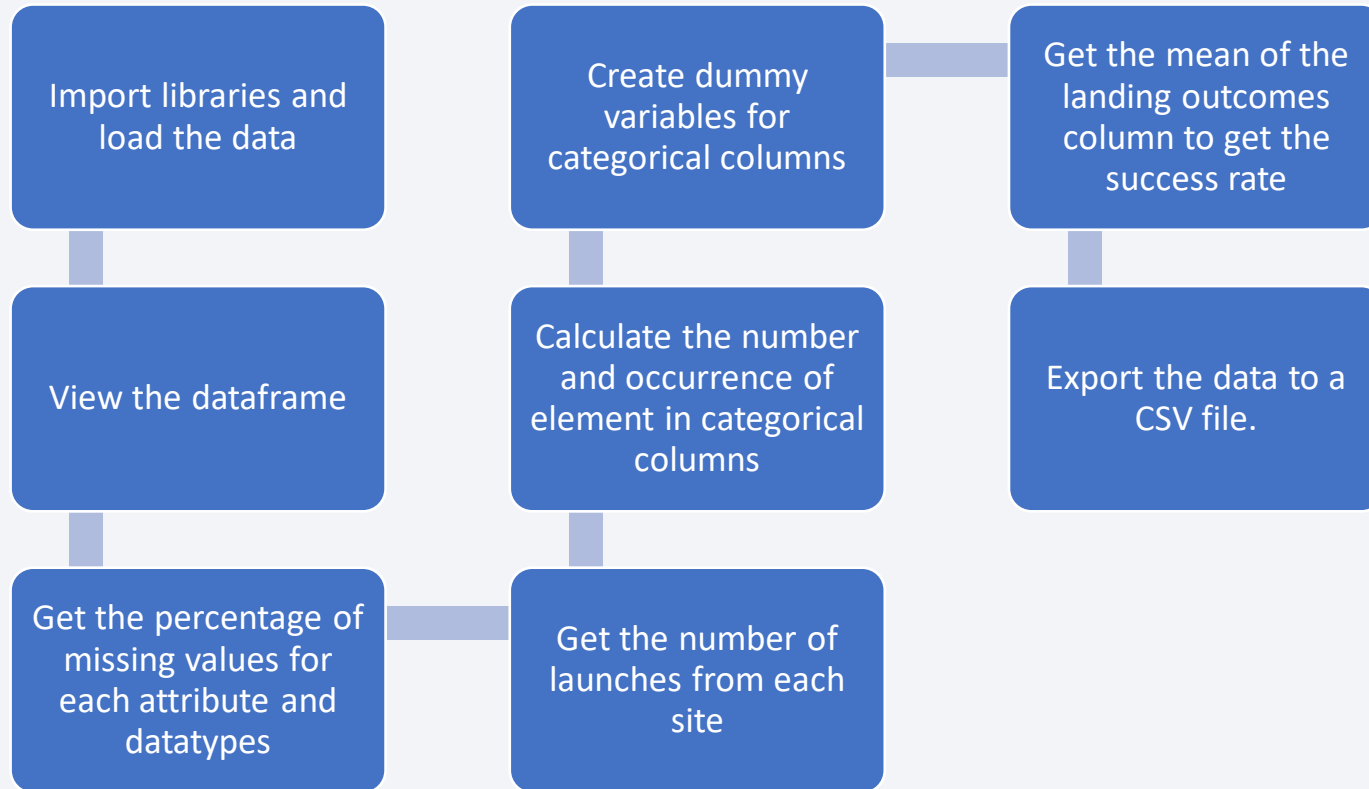 Import libraries and
load the data
View the dataframe
Get the percentage of
missing values for
each attribute and
datatypes
Get the number of
launches from each
site
Calculate the number
and occurrence of
element in categorical
columns
Create dummy
variables for
categorical columns
Get the mean of the
landing outcomes
column to get the
success rate
Export the data to a
CSV file.